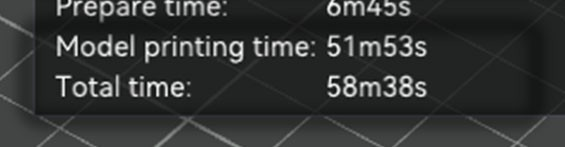 Prepare time: 6m45s
Model printing time: 51m53s
Total time: 58m38s